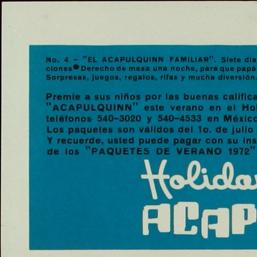 No. 4 - "EL ACAPULQUINN FAMILIAR". Siete dis
ciones • Derecho de mesa una noche, para que papá
Sorpresas, juegos, regalos, rifas y mucha diversión.
Premie a sus niños por las buenas califica
"ACAPULQUINN" este verano en el Hol
teléfonos 540-3020 y 540-4533 en México
Los paquetes son válidos del 1o. de julio
Y recuerde, usted puede pagar con su ins
de los "PAQUETES DE VERANO 1972"
Holida
ACAP